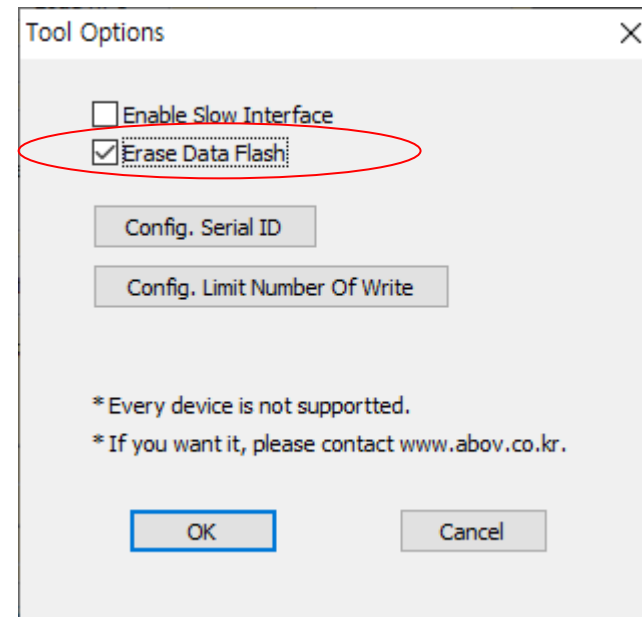 Tool Options
Enable Slow Interface
Erase Data Flash
Config. Serial ID
Config. Limit Number Of Write
* Every device is not supportted.
* If you want it, please contact www.abov.co.kr.
OK
Cancel